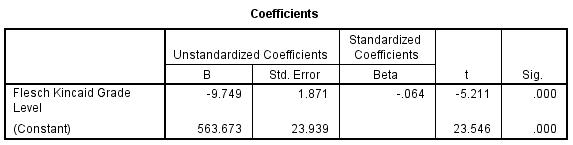 Coefficients
Unstandardized Coefficients Standardized Coefficients
B Std. Error Beta t Sig.
Flesch Kincaid Grade Level -9.749 1.871 -.064 -5.211 .000
(Constant) 563.673 23.939 23.546 .000